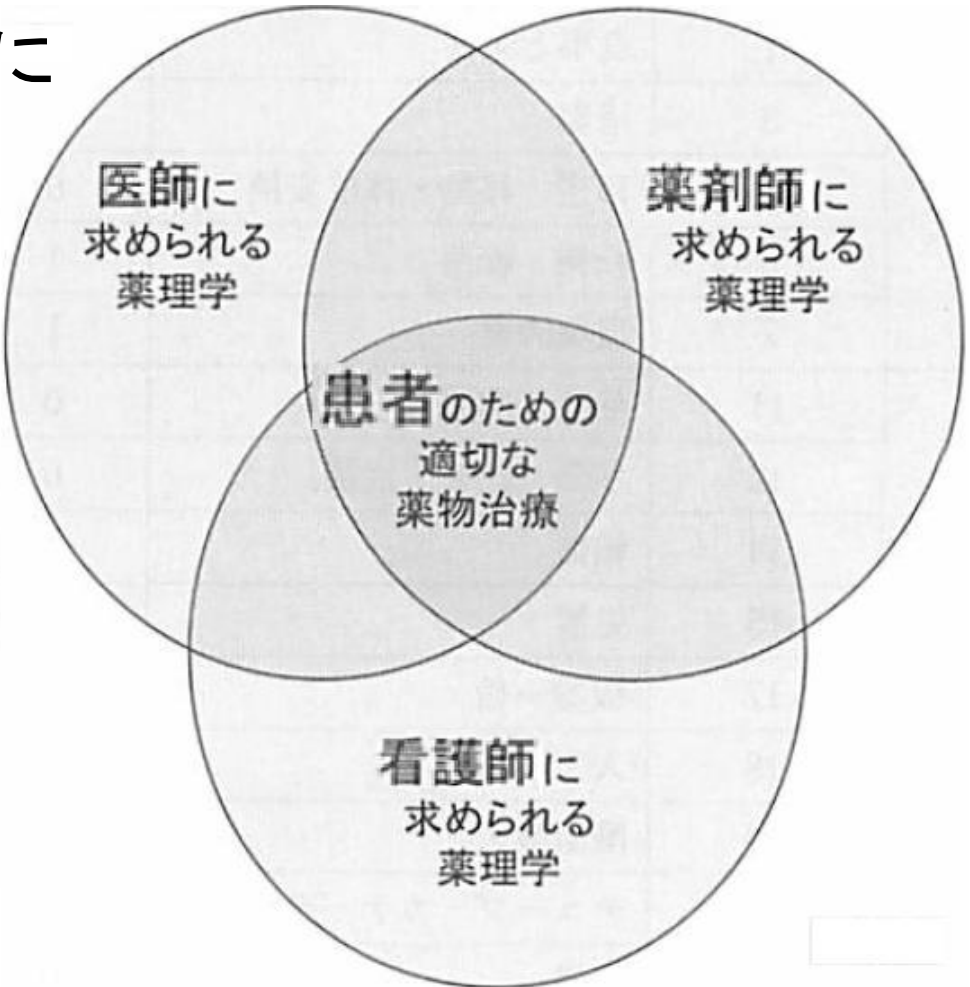 に
医師に
求められる
薬理学
薬剤師に
求められる
薬理学
患者のための
適切な
薬物治療
看護師に
求められる
薬理学